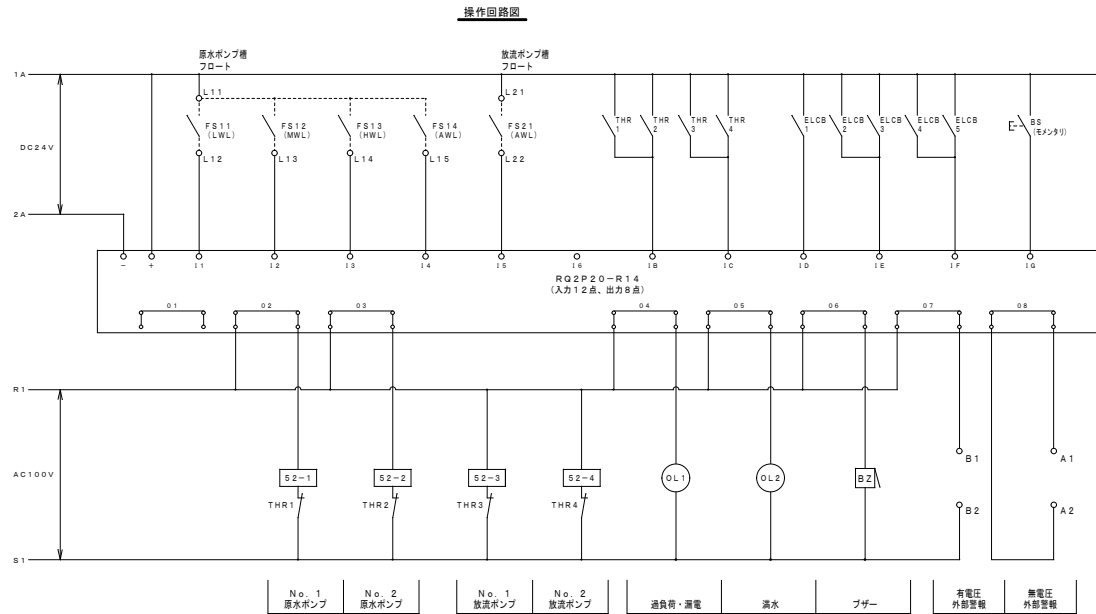 操作回路図
原水ポンプ槽
フロート
放流ポンプ槽
フロート
1A
L11
L21
FS11
(LWL)
FS12
(MWL)
FS13
(HWL)
FS14
(AWL)
FS21
(AWL)
THR
1
THR
2
THR
3
THR
4
ELCB
1
ELCB
2
ELCB
3
ELCB
4
ELCB
5
BS
(モメンタリ)
DC24V
L12
L13
L14
L15
L22
2A
-
+
I1
I2
I3
I4
I5
I6
IB
IC
ID
IE
IF
IG
RQ2P20-R14
(入力12点、出力8点)
01
02
03
04
05
06
07
08
R1
AC100V
52-1
52-2
52-3
52-4
OL1
OL2
BZ
B1
A1
THR1
THR2
THR3
THR4
B2
A2
S1
No. 1
原水ポンプ
No. 2
原水ポンプ
No. 1
放流ポンプ
No. 2
放流ポンプ
過負荷・漏電
満水
ブザー
有電圧
外部警報
無電圧
外部警報